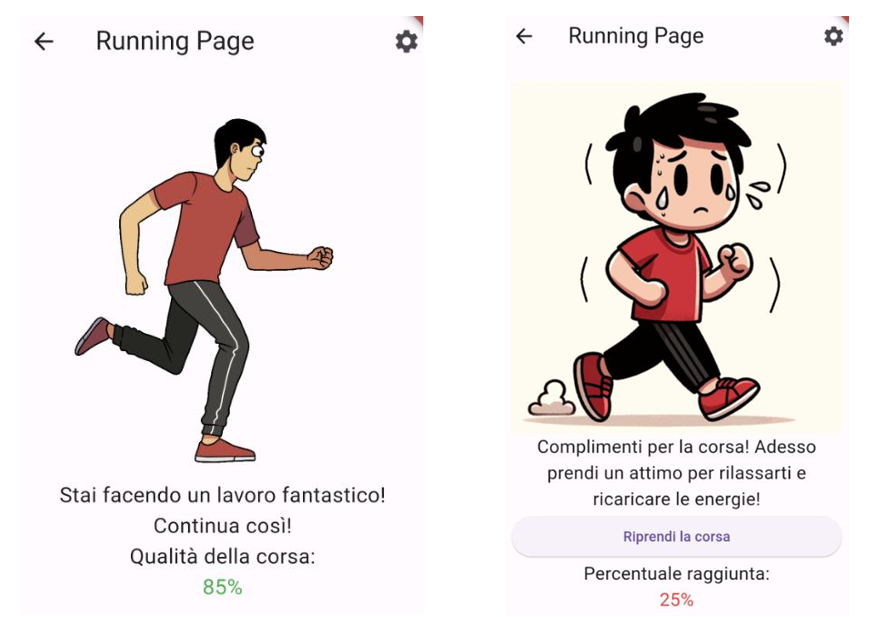 Running Page
Stai facendo un lavoro fantastico!
Continua così!
Qualità della corsa:
85%
Running Page
Complimenti per la corsa! Adesso
prendi un attimo per rilassarti e
ricaricare le energie!
Riprendi la corsa
Percentuale raggiunta:
25%